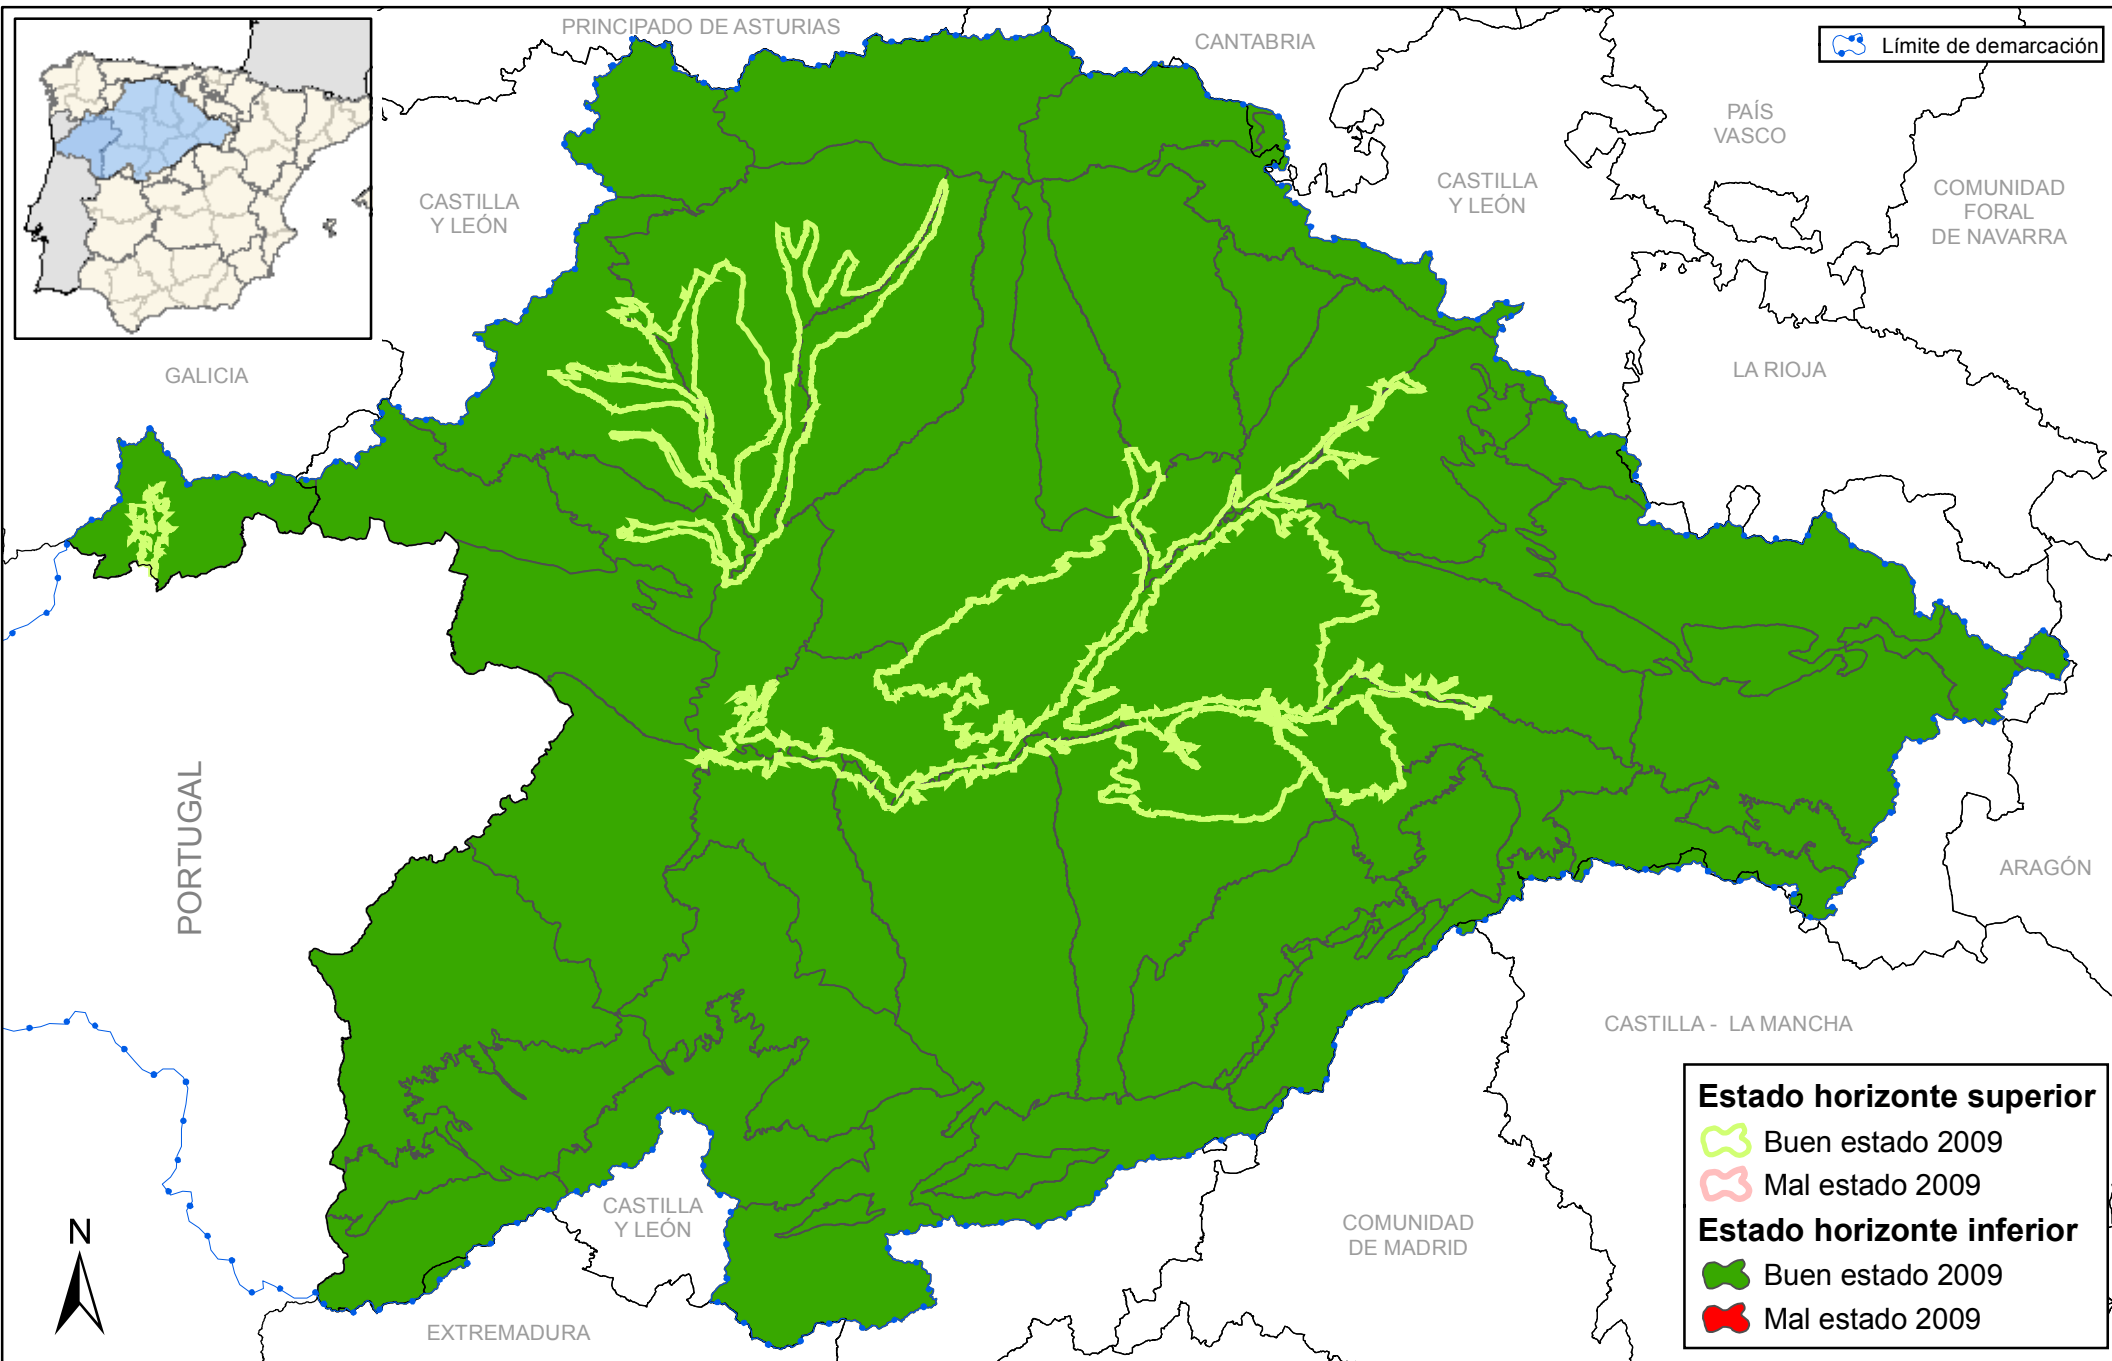 PRINCIPADO DE ASTURIAS
CANTABRIA
Límite de demarcación
PAÍS
VASCO
CASTILLA
Y LEÓN
CASTILLA
Y LEÓN
COMUNIDAD
FORAL
DE NAVARRA
GALICIA
LA RIOJA
PORTUGAL
ARAGÓN
CASTILLA - LA MANCHA
CASTILLA
Y LEÓN
COMUNIDAD
DE MADRID
EXTREMADURA
N
Estado horizonte superior
Buen estado 2009
Mal estado 2009
Estado horizonte inferior
Buen estado 2009
Mal estado 2009